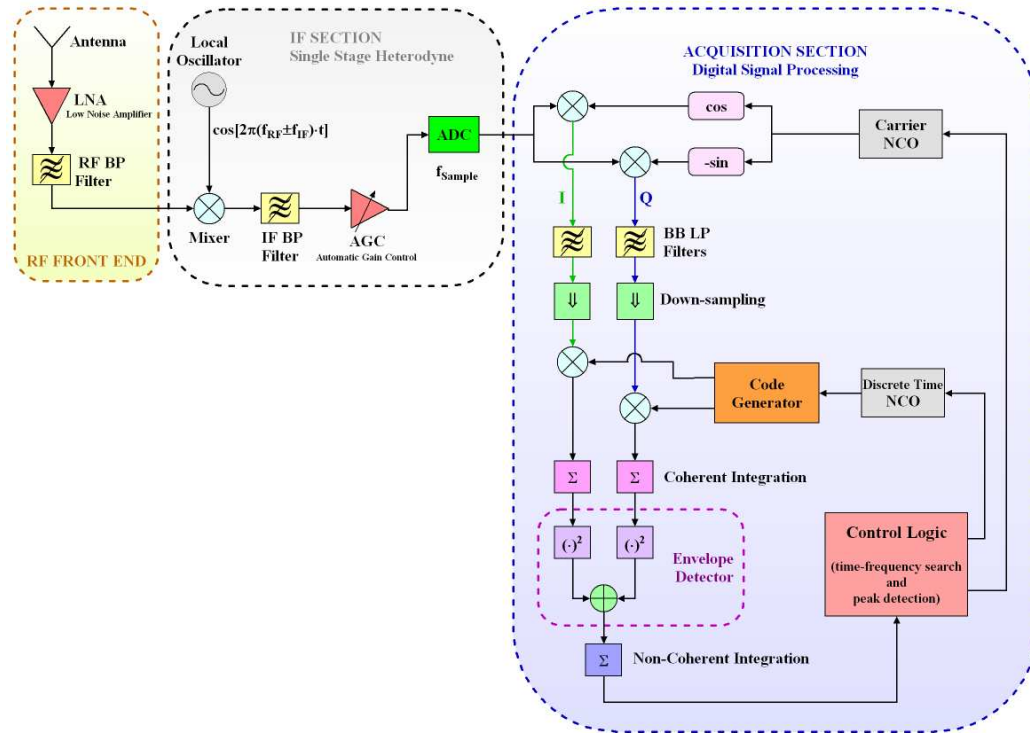 Antenna
LNA
Low Noise Amplifier
RF BP
Filter
RF FRONT END
IF SECTION
Single Stage Heterodyne
Local
Oscillator
cos[2π(f_RF±f_IF)·t]
Mixer
IF BP
Filter
AGC
Automatic Gain Control
ADC
f_Sample
ACQUISITION SECTION
Digital Signal Processing
cos
-sin
Carrier
NCO
I
Q
BB LP
Filters
⇓
⇓
Down-sampling
Code
Generator
Discrete Time
NCO
Σ
Σ
Coherent Integration
(·)²
(·)²
Envelope
Detector
Σ
Non-Coherent Integration
Control Logic
(time-frequency search
and
peak detection)